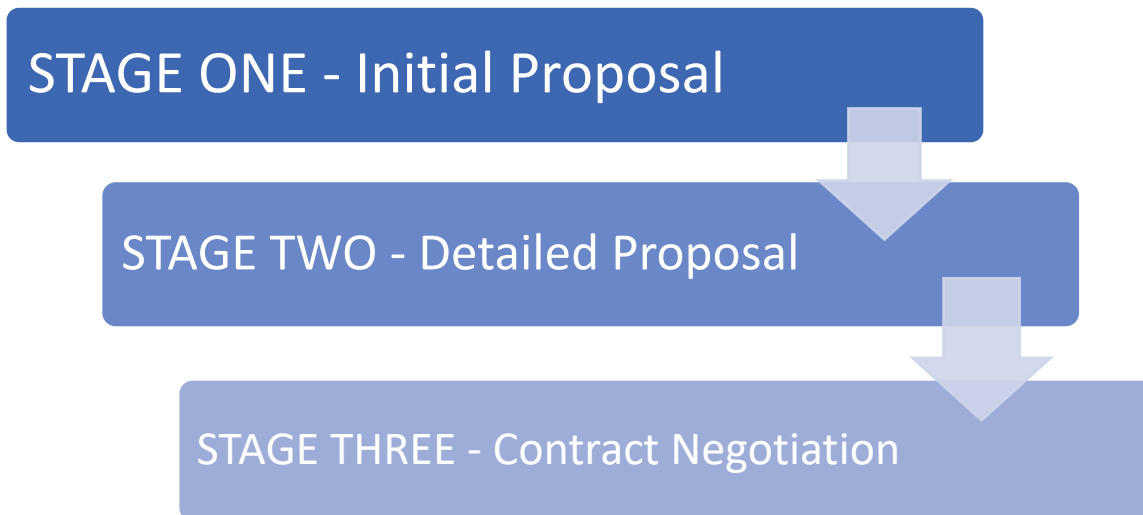 STAGE ONE - Initial Proposal
STAGE TWO - Detailed Proposal
STAGE THREE - Contract Negotiation